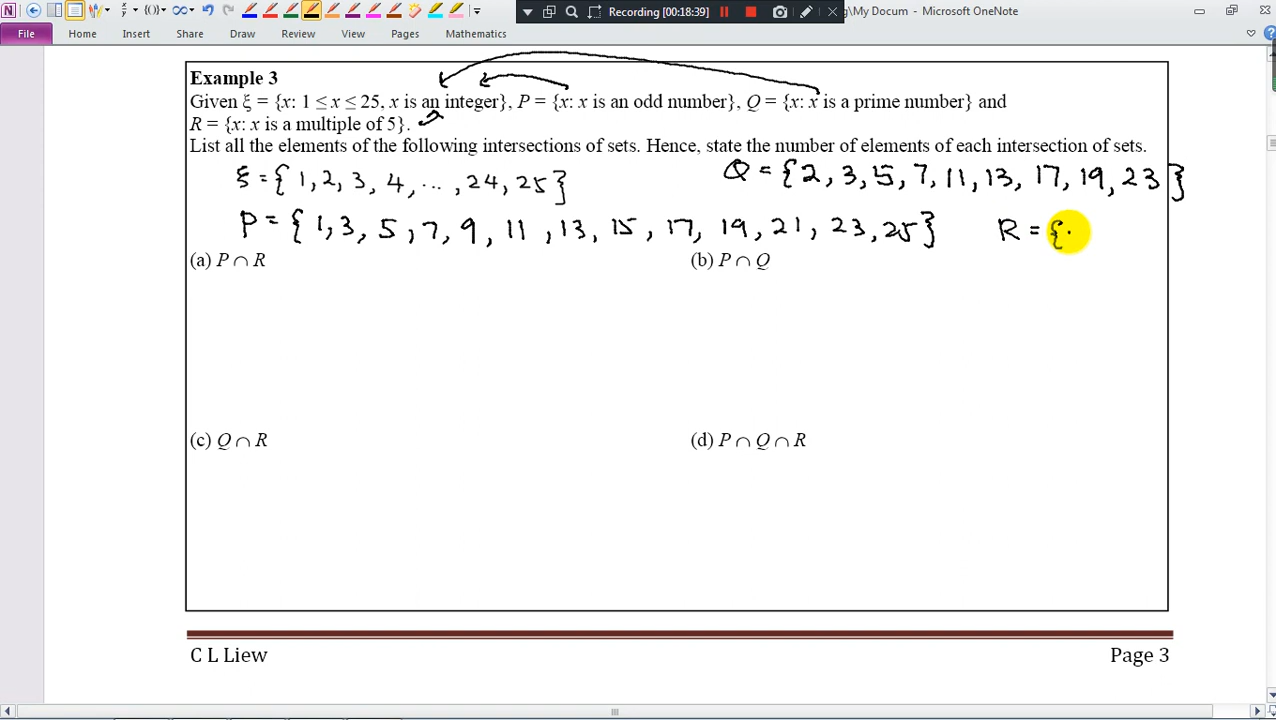 Recording [00:18:39]
g\My Docum - Microsoft OneNote
File Home Insert Share Draw Review View Pages Mathematics
Example 3
Given ξ = {x: 1 ≤ x ≤ 25, x is an integer}, P = {x: x is an odd number}, Q = {x: x is a prime number} and
R = {x: x is a multiple of 5}.
List all the elements of the following intersections of sets. Hence, state the number of elements of each intersection of sets.
ξ = {1, 2, 3, 4, ... , 24, 25}
Q = {2, 3, 5, 7, 11, 13, 17, 19, 23}
P = {1, 3, 5, 7, 9, 11, 13, 15, 17, 19, 21, 23, 25}
R = {
(a) P ∩ R
(b) P ∩ Q
(c) Q ∩ R
(d) P ∩ Q ∩ R
C L Liew
Page 3